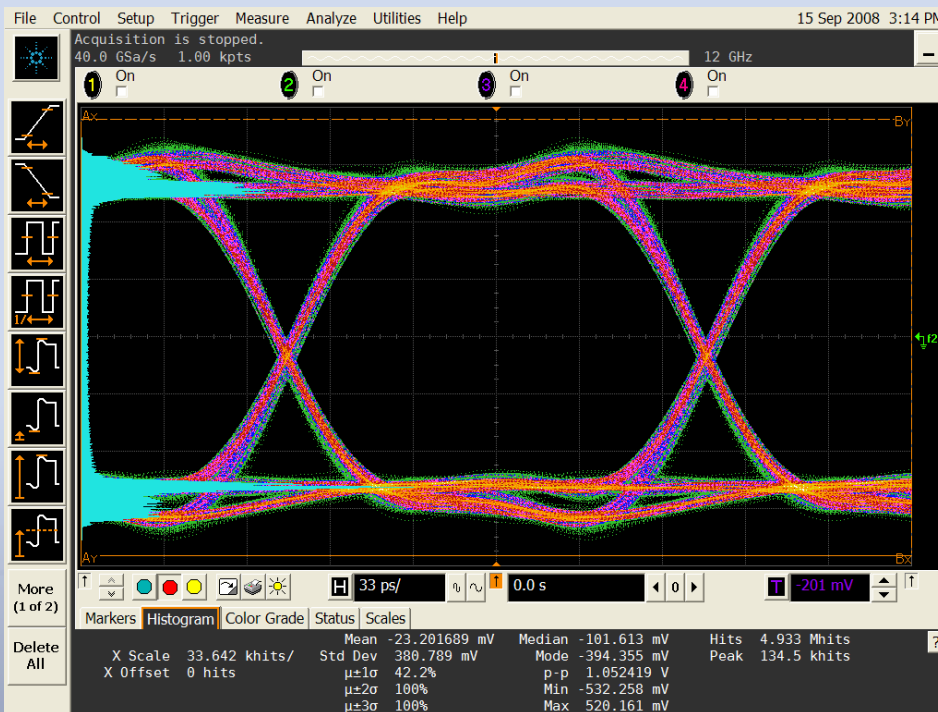 File Control Setup Trigger Measure Analyze Utilities Help 15 Sep 2008 3:14 PM
Acquisition is stopped.
40.0 GSa/s 1.00 kpts 12 GHz
1 On 2 On 3 On 4 On
Ax By
f2
Ay Bx
1/
More
(1 of 2)
Delete
All
H 33 ps/ 0.0 s 0 T -201 mV
Markers Histogram Color Grade Status Scales
Mean -23.201689 mV Median -101.613 mV Hits 4.933 Mhits
X Scale 33.642 khits/ Std Dev 380.789 mV Mode -394.355 mV Peak 134.5 khits
X Offset 0 hits µ±1σ 42.2% p-p 1.052419 V
µ±2σ 100% Min -532.258 mV
µ±3σ 100% Max 520.161 mV
?